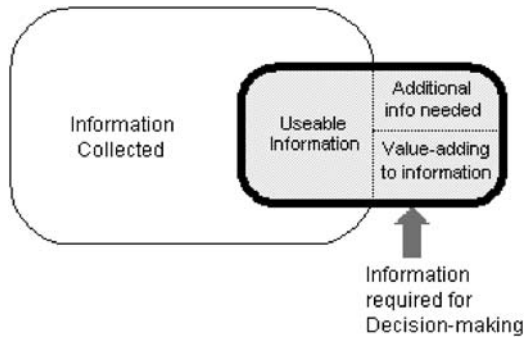 Information
Collected
Useable
Information
Additional
info needed
Value-adding
to information
Information
required for
Decision-making